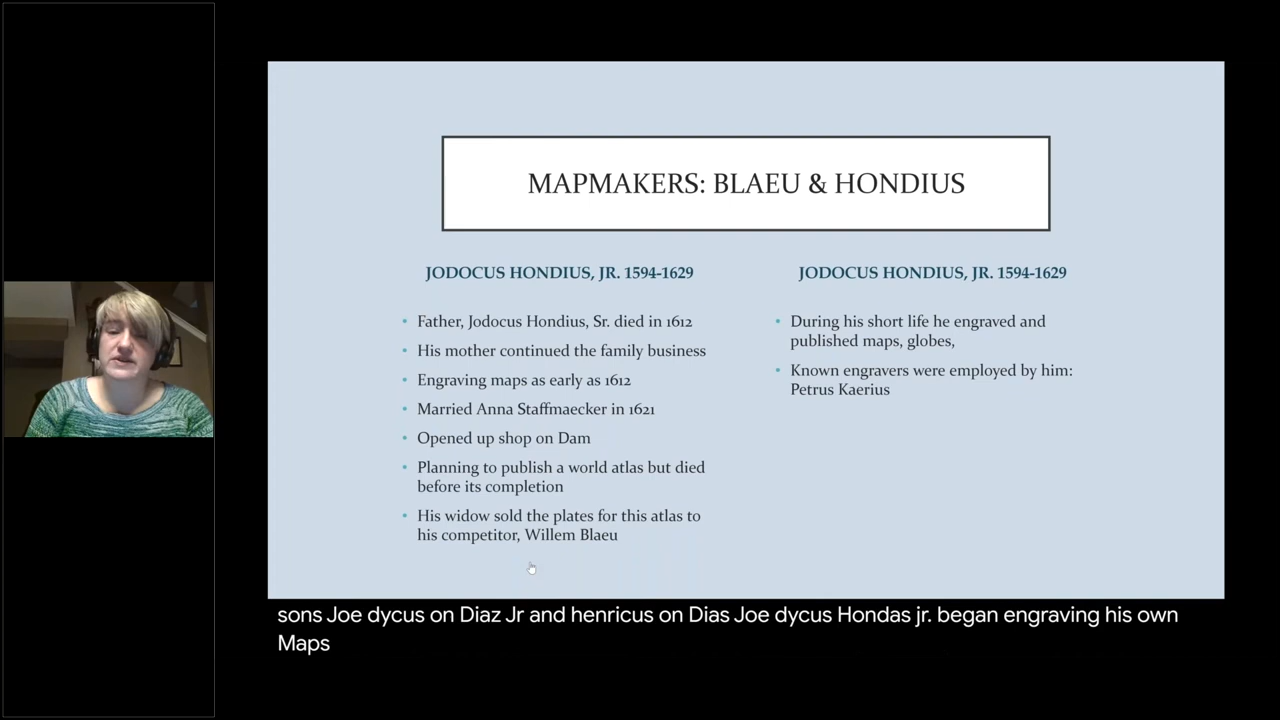 MAPMAKERS: BLAEU & HONDIUS
JODOCUS HONDIUS, JR. 1594-1629
• Father, Jodocus Hondius, Sr. died in 1612
• His mother continued the family business
• Engraving maps as early as 1612
• Married Anna Staffmaecker in 1621
• Opened up shop on Dam
• Planning to publish a world atlas but died
before its completion
• His widow sold the plates for this atlas to
his competitor, Willem Blaeu
JODOCUS HONDIUS, JR. 1594-1629
• During his short life he engraved and
published maps, globes,
• Known engravers were employed by him:
Petrus Kaerius
sons Joe dycus on Diaz Jr and henricus on Dias Joe dycus Hondas jr. began engraving his own
Maps